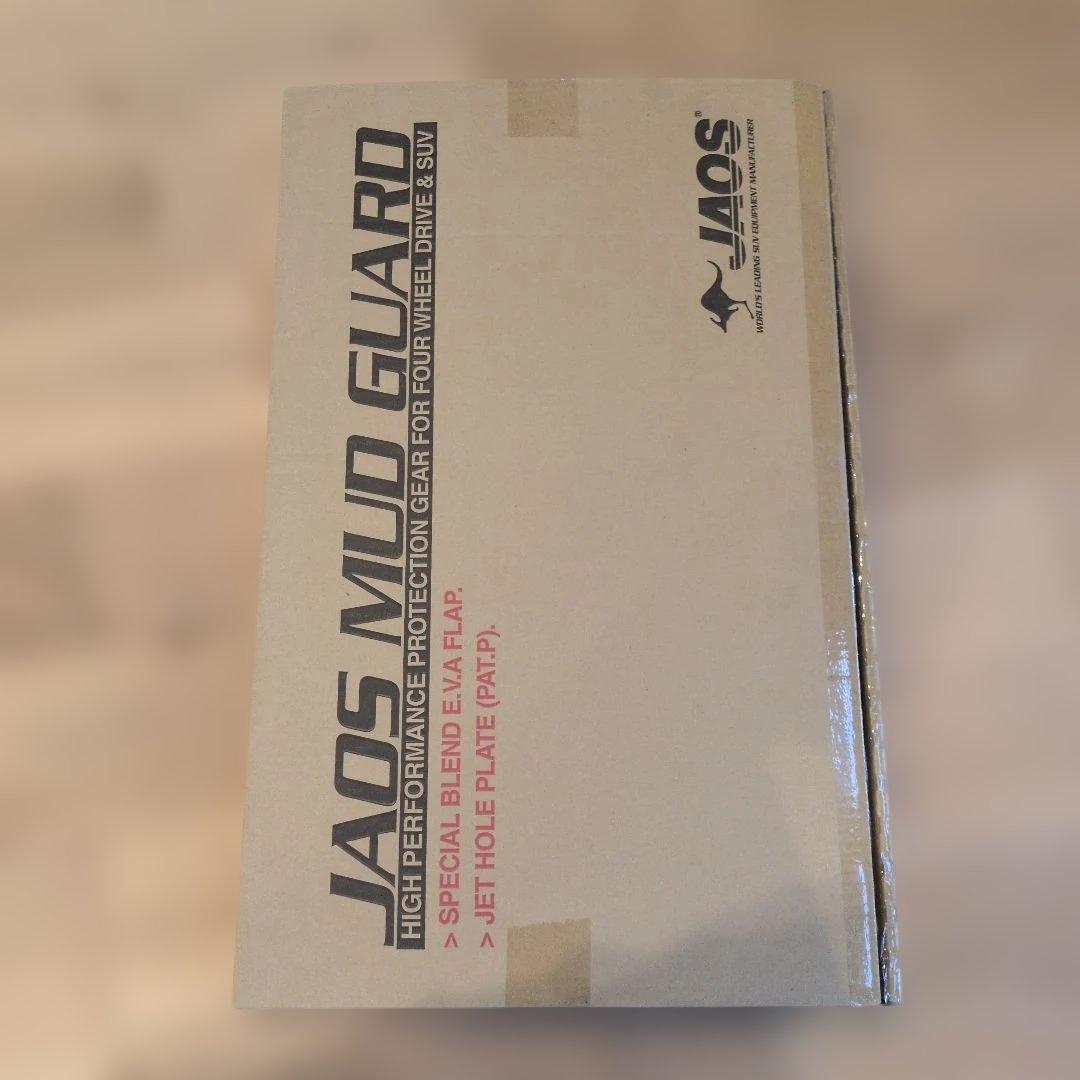 JAOS MUD GUARD
HIGH PERFORMANCE PROTECTION GEAR FOR FOUR WHEEL DRIVE & SUV
> SPECIAL BLEND E.V.A FLAP.
> JET HOLE PLATE (PAT.P).
JAOS®
WORLD'S LEADING SUV EQUIPMENT MANUFACTURER